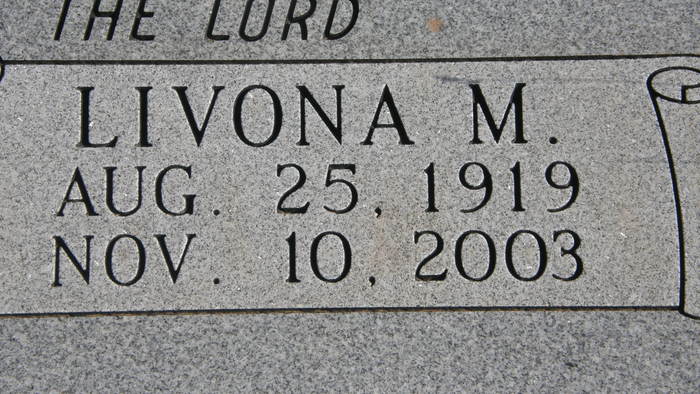 THE LORD
LIVONA M.
AUG. 25, 1919
NOV. 10, 2003